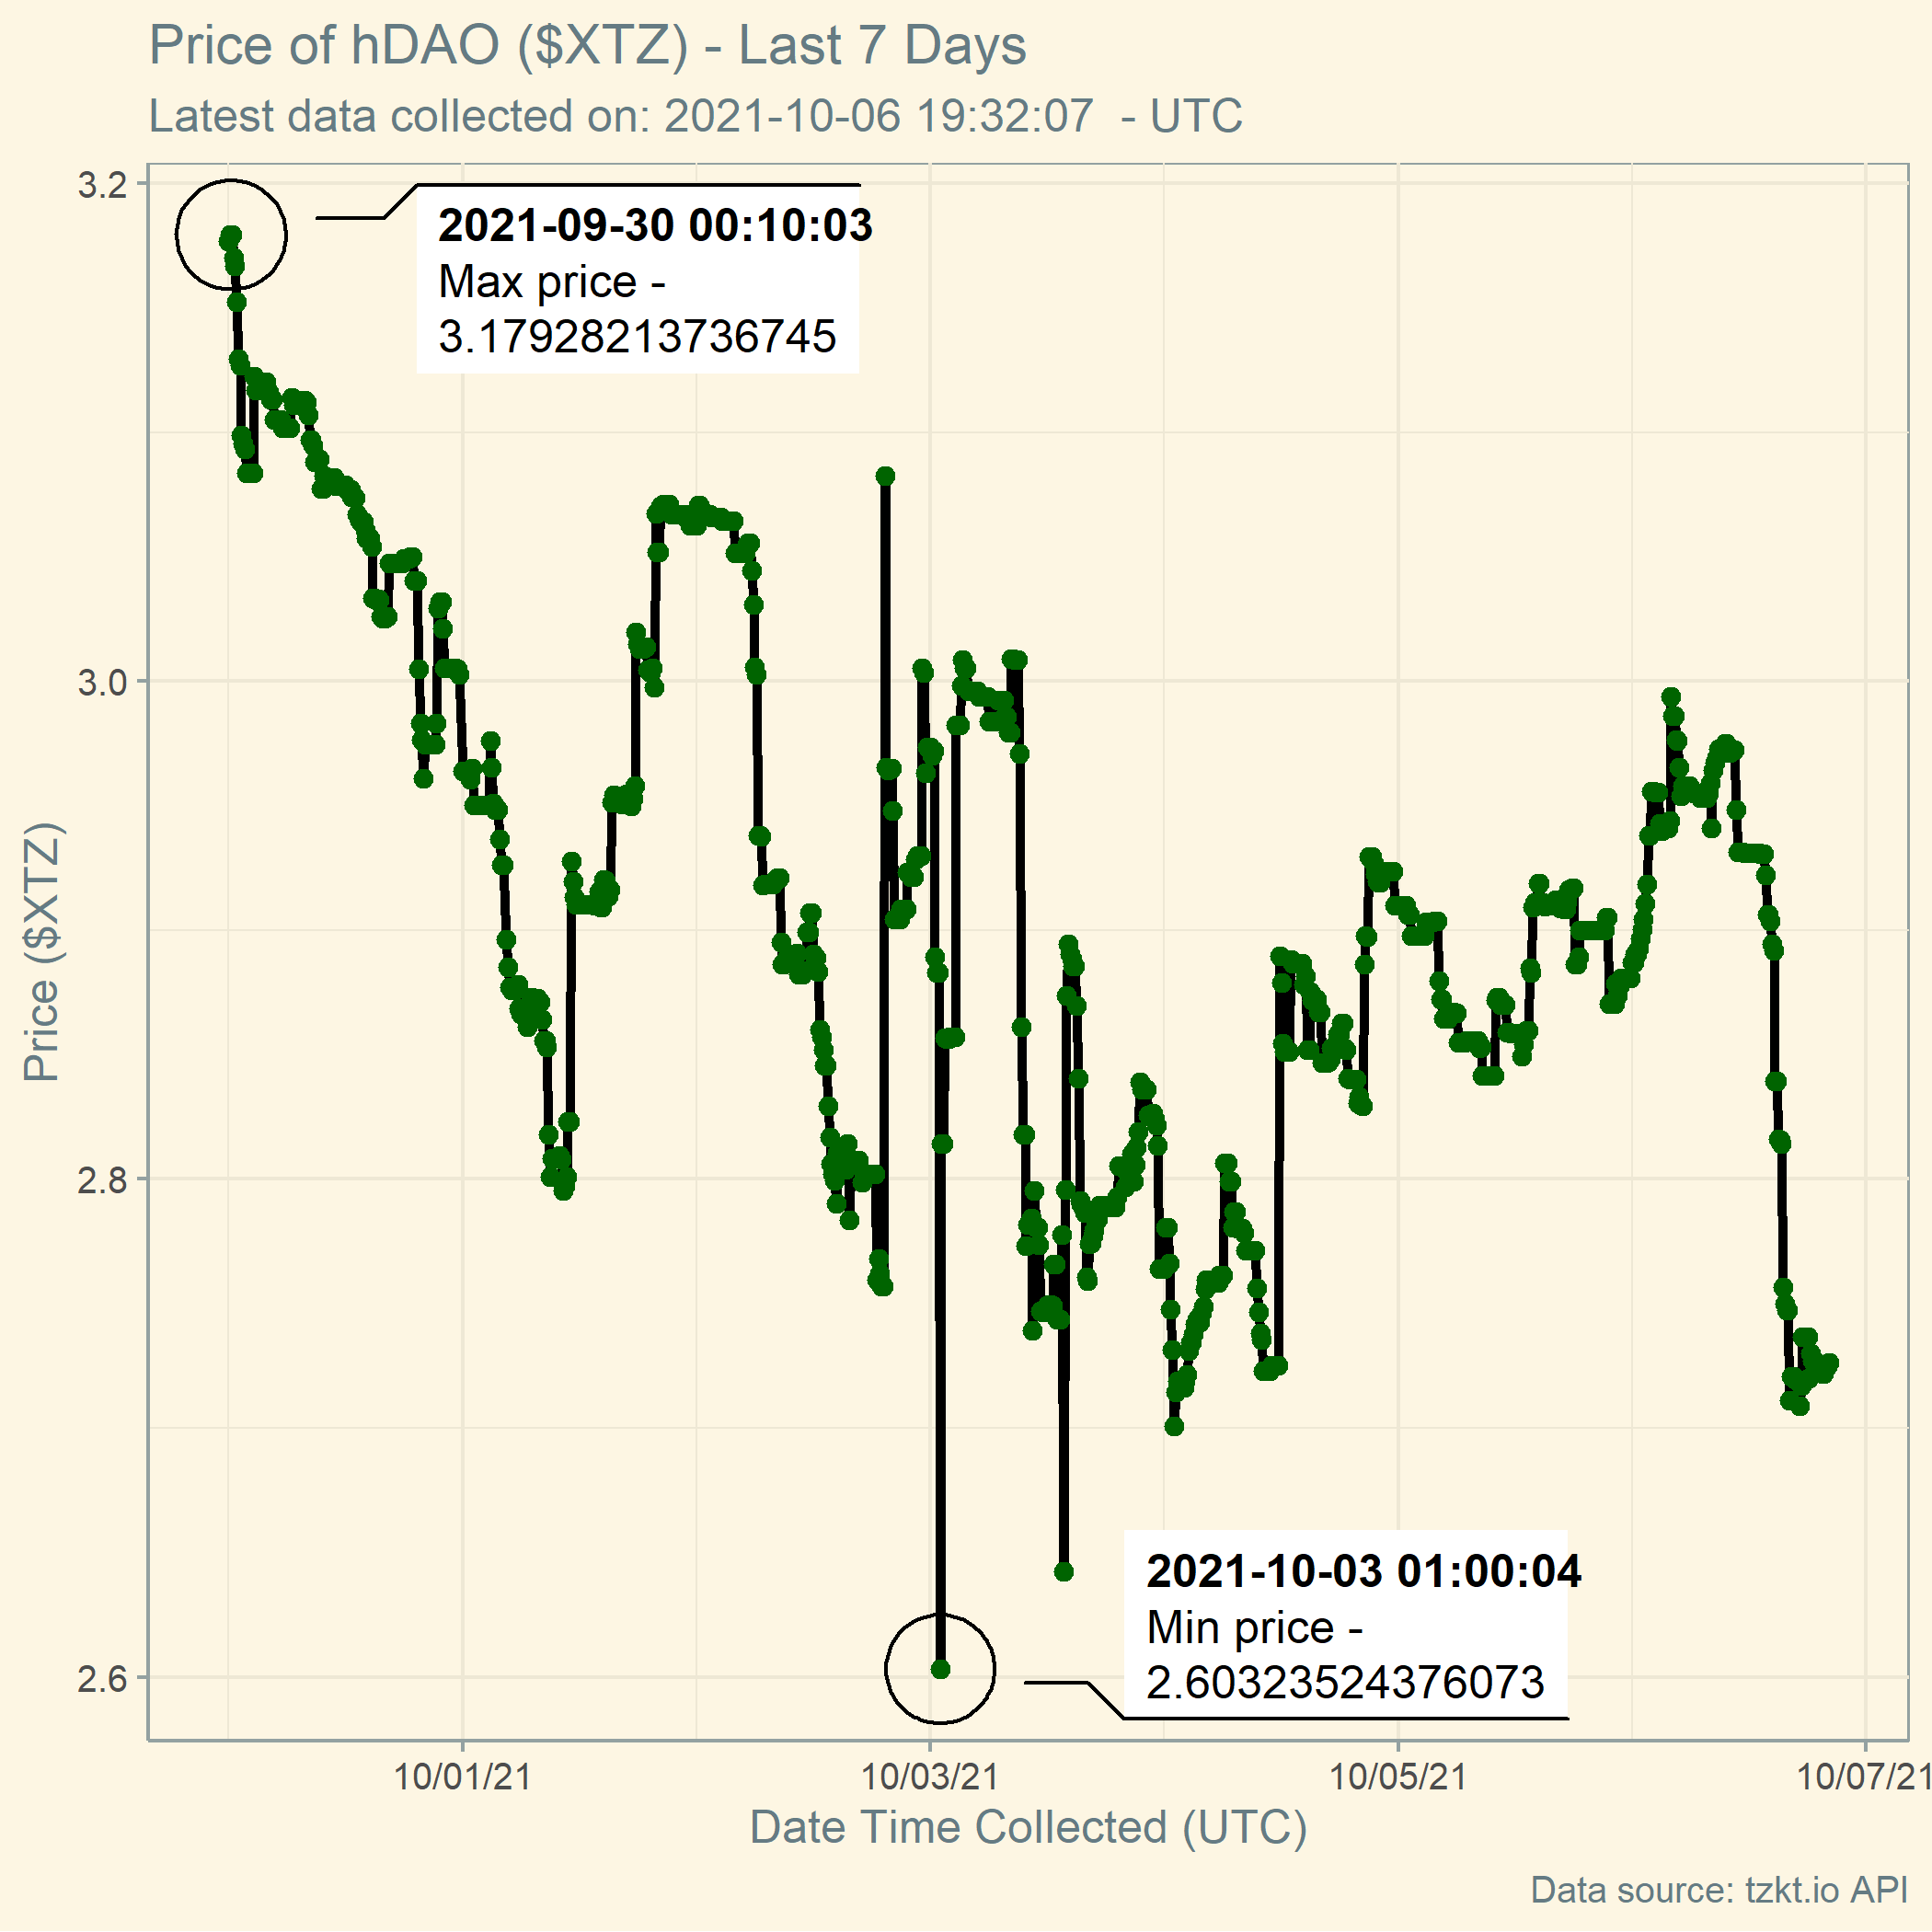 Price of hDAO ($XTZ) - Last 7 Days
Latest data collected on: 2021-10-06 19:32:07  - UTC
3.2
3.0
2.8
2.6
Price ($XTZ)
2021-09-30 00:10:03
Max price -
3.17928213736745
2021-10-03 01:00:04
Min price -
2.60323524376073
10/01/21
10/03/21
10/05/21
10/07/21
Date Time Collected (UTC)
Data source: tzkt.io API